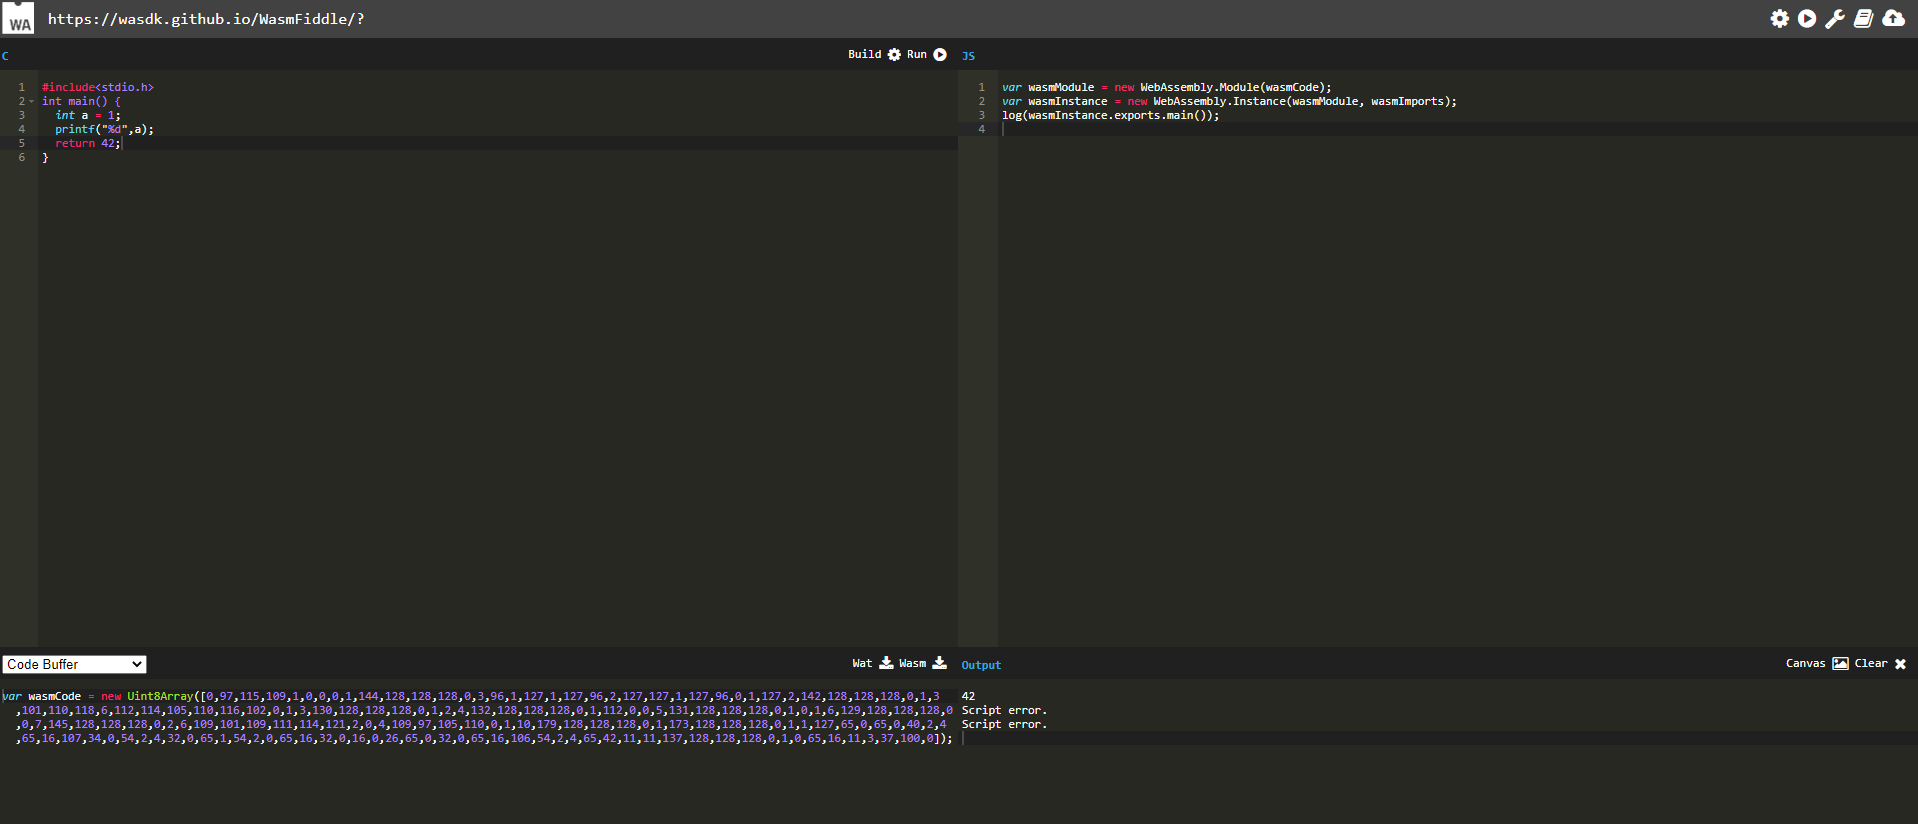 WA https://wasdk.github.io/WasmFiddle/?
C Build Run
1 #include<stdio.h>
2 int main() {
3 int a = 1;
4 printf("%d",a);
5 return 42;
6 }
JS
1 var wasmModule = new WebAssembly.Module(wasmCode);
2 var wasmInstance = new WebAssembly.Instance(wasmModule, wasmImports);
3 log(wasmInstance.exports.main());
4
Code Buffer Wat Wasm
var wasmCode = new Uint8Array([0,97,115,109,1,0,0,0,1,144,128,128,128,0,3,96,1,127,1,127,96,2,127,127,1,127,96,0,1,127,2,142,128,128,128,0,1,3
,101,110,118,6,112,114,105,110,116,102,0,1,3,130,128,128,128,0,1,2,4,132,128,128,128,0,1,112,0,0,5,131,128,128,128,0,1,0,1,6,129,128,128,128,0
,0,7,145,128,128,128,0,2,6,109,101,109,111,114,121,2,0,4,109,97,105,110,0,1,10,179,128,128,128,0,1,173,128,128,128,0,1,1,127,65,0,65,0,40,2,4
,65,16,107,34,0,54,2,4,32,0,65,1,54,2,0,65,16,32,0,16,0,26,65,0,32,0,65,16,106,54,2,4,65,42,11,11,137,128,128,128,0,1,0,65,16,11,3,37,100,0]);
Output Canvas Clear
42
Script error.
Script error.